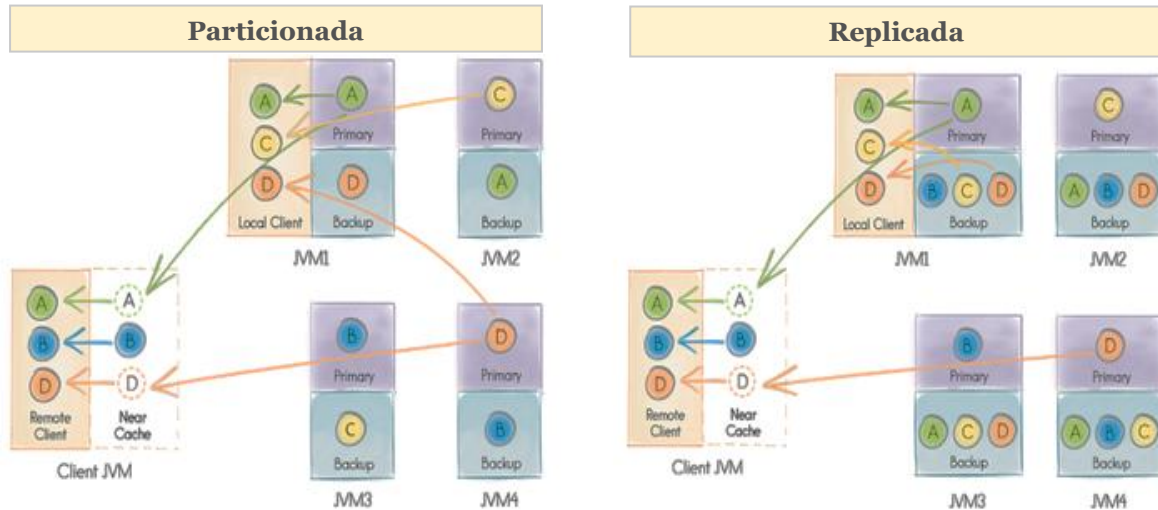 Particionada
A A C
C Primary Primary
D D A
Local Client Backup Backup
JVM1 JVM2
A A
B B B D
D D Primary Primary
Remote Near
Client Cache C B
Client JVM Backup Backup
JVM3 JVM4
Replicada
A A C
C Primary Primary
D B C D A B D
Local Client Backup Backup
JVM1 JVM2
A A
B B B D
D D Primary Primary
Remote Near
Client Cache A C D A B C
Client JVM Backup Backup
JVM3 JVM4